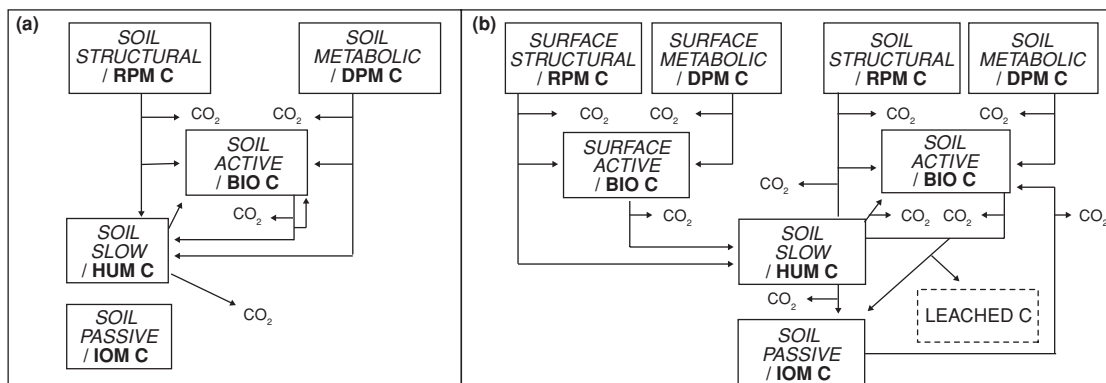 (a)
SOIL
STRUCTURAL
/ RPM C
SOIL
METABOLIC
/ DPM C
CO2
CO2
SOIL
ACTIVE
/ BIO C
CO2
SOIL
SLOW
/ HUM C
CO2
SOIL
PASSIVE
/ IOM C
(b)
SURFACE
STRUCTURAL
/ RPM C
SURFACE
METABOLIC
/ DPM C
SOIL
STRUCTURAL
/ RPM C
SOIL
METABOLIC
/ DPM C
CO2
CO2
CO2
CO2
SURFACE
ACTIVE
/ BIO C
SOIL
ACTIVE
/ BIO C
CO2
CO2
CO2
CO2
CO2
SOIL
SLOW
/ HUM C
CO2
LEACHED C
SOIL
PASSIVE
/ IOM C